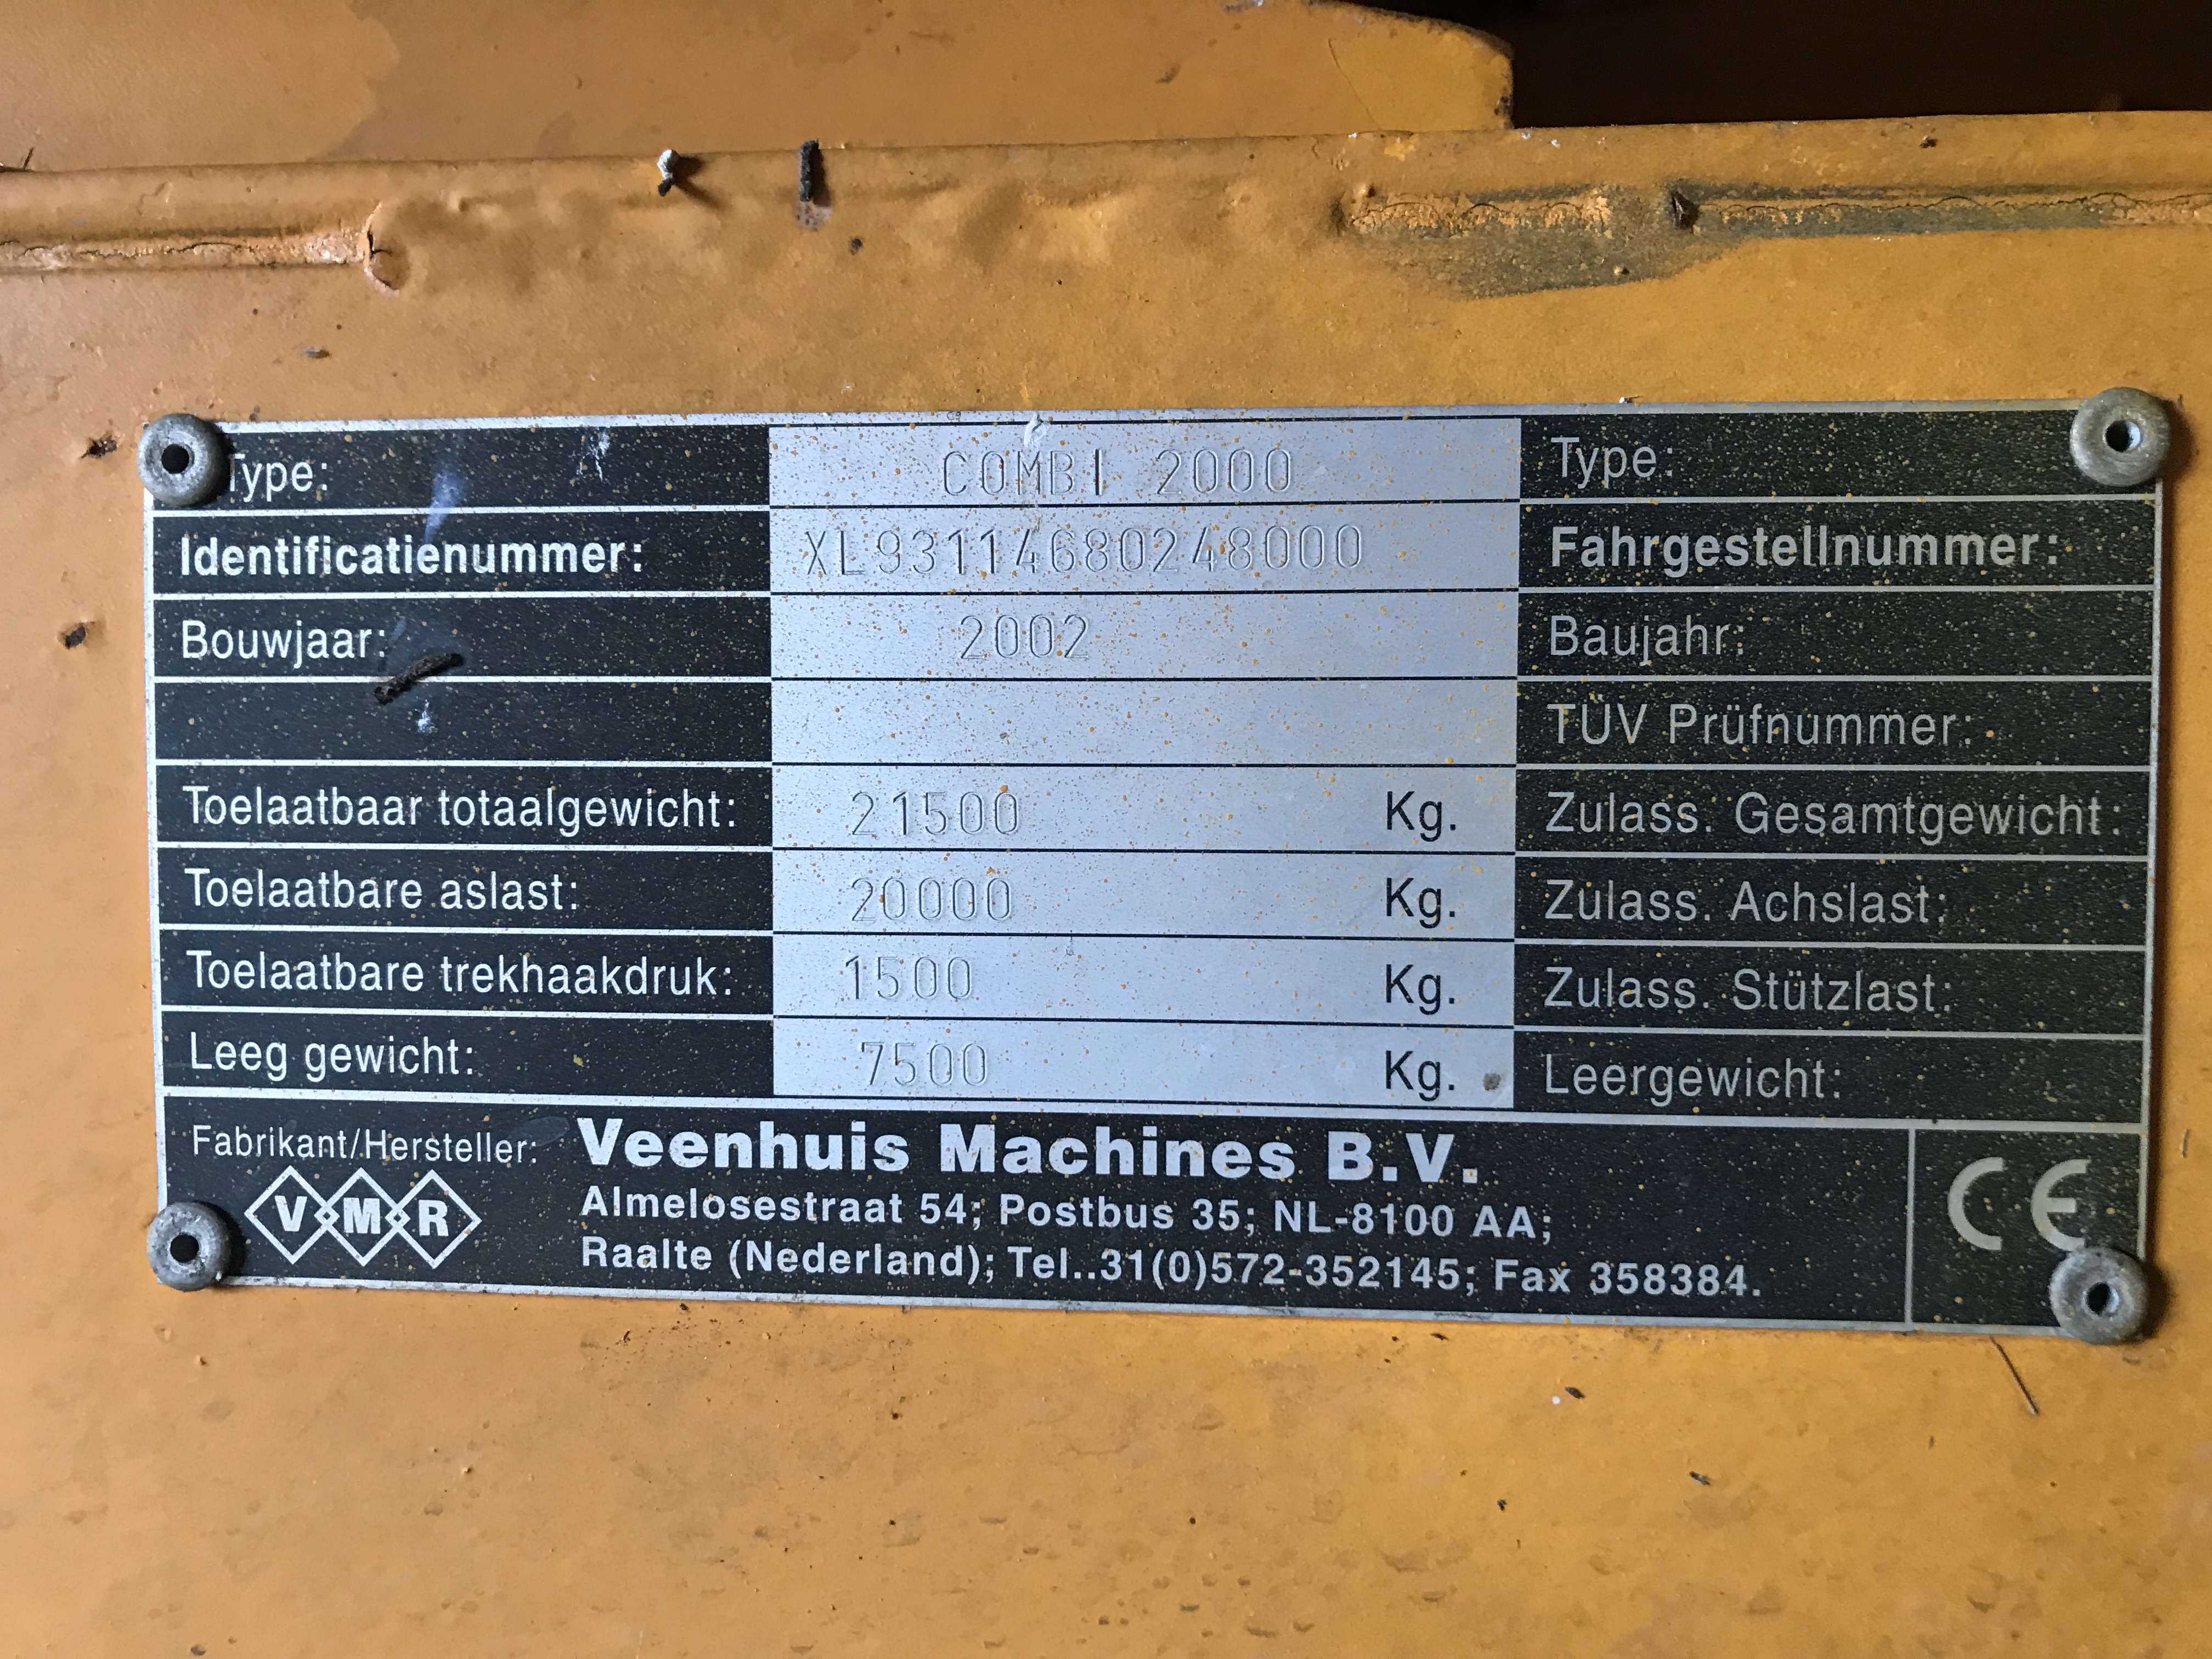 Type: COMBI 2000 Type:
Identificatienummer: XL93114680248000 Fahrgestellnummer:
Bouwjaar: 2002 Baujahr:
TÜV Prüfnummer:
Toelaatbaar totaalgewicht: 21500 Kg. Zulass. Gesamtgewicht:
Toelaatbare aslast: 20000 Kg. Zulass. Achslast:
Toelaatbare trekhaakdruk: 1500 Kg. Zulass. Stützlast:
Leeg gewicht: 7500 Kg. Leergewicht:
Fabrikant/Hersteller: Veenhuis Machines B.V.
VMR
Almelosestraat 54; Postbus 35; NL-8100 AA;
Raalte (Nederland); Tel..31(0)572-352145; Fax 358384.
CE